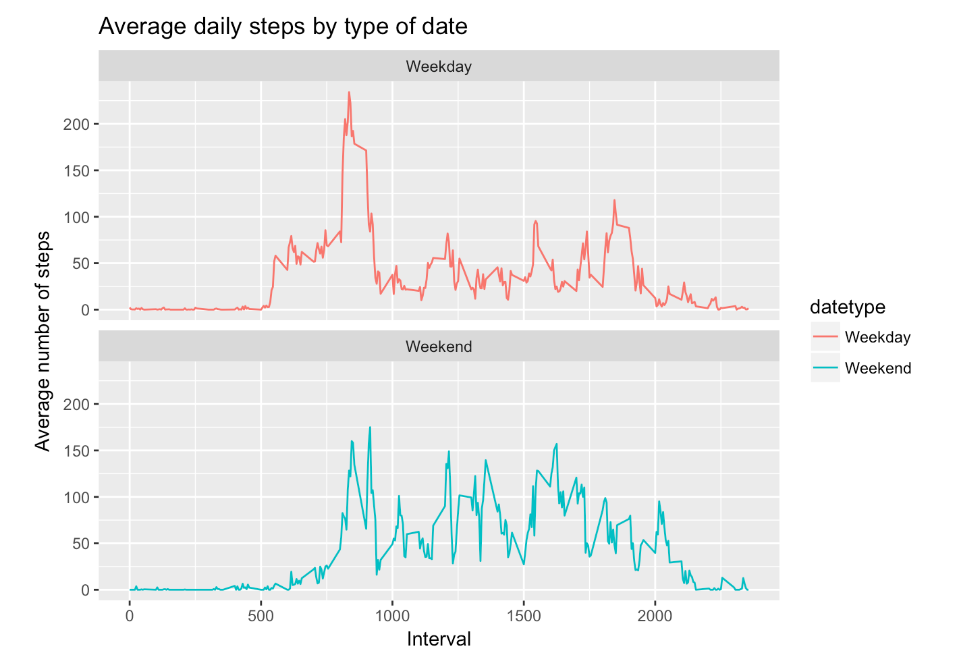 Average daily steps by type of date
Weekday
200
150
100
50
0
Weekend
200
150
100
50
0
0 500 1000 1500 2000
Interval
Average number of steps
datetype
Weekday
Weekend